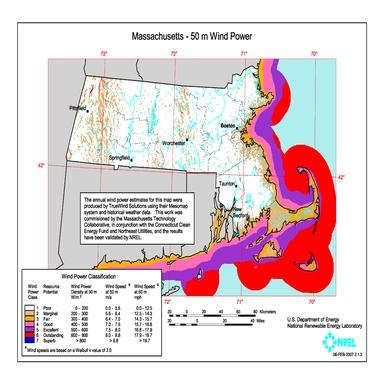 Massachusetts - 50 m Wind Power
73° 72° 71° 70°
Pittsfield
Boston
Worcester
42° 42°
Springfield
Taunton
New
Bedford
The annual wind power estimates for this map were
produced by TrueWind Solutions using their Mesomap
system and historical weather data. This work was
commissioned by the Massachusetts Technology
Collaborative, in conjunction with the Connecticut Clean
Energy Fund and Northeast Utilities, and the results
have been validated by NREL.
72° 71° 70°
Wind Power Classification
Wind Resource Wind Power Wind Speed ª Wind Speed ª
Power Potential Density at 50 m at 50 m at 50 m
Class W/m² m/s mph
1 Poor 0 - 200 0.0 - 5.6 0.0 - 12.5
2 Marginal 200 - 300 5.6 - 6.4 12.5 - 14.3
3 Fair 300 - 400 6.4 - 7.0 14.3 - 15.7
4 Good 400 - 500 7.0 - 7.5 15.7 - 16.8
5 Excellent 500 - 600 7.5 - 8.0 16.8 - 17.9
6 Outstanding 600 - 800 8.0 - 8.8 17.9 - 19.7
7 Superb > 800 > 8.8 > 19.7
ª Wind speeds are based on a Weibull k value of 2.0
20 0 20 40 60 80 Kilometers
20 0 20 40 Miles
U.S. Department of Energy
National Renewable Energy Laboratory
NREL
06-FEB-2007 2.1.3